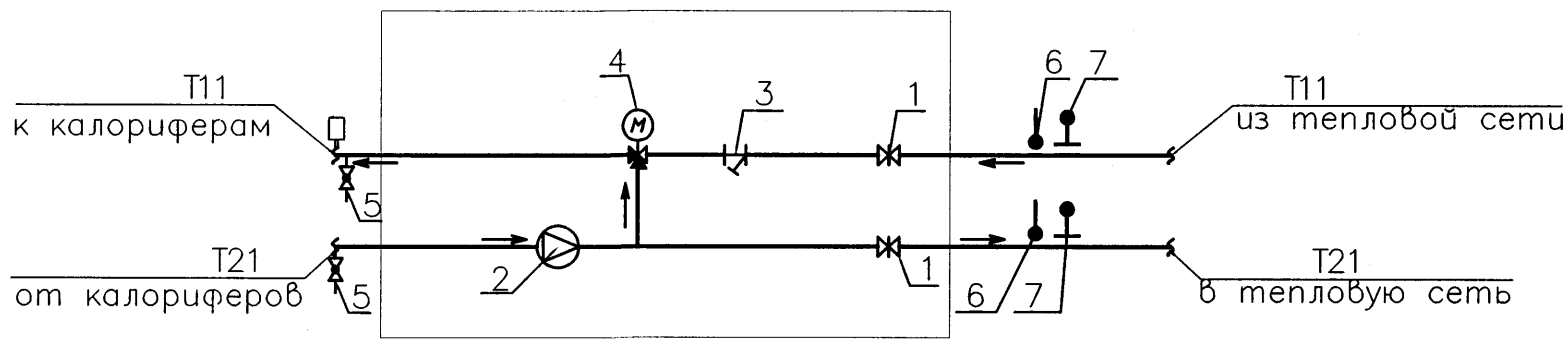 4
T11
к калориферам
M
3
1
6
7
T11
из тепловой сети
5
T21
от калориферов
5
2
1
6
7
T21
в тепловую сеть